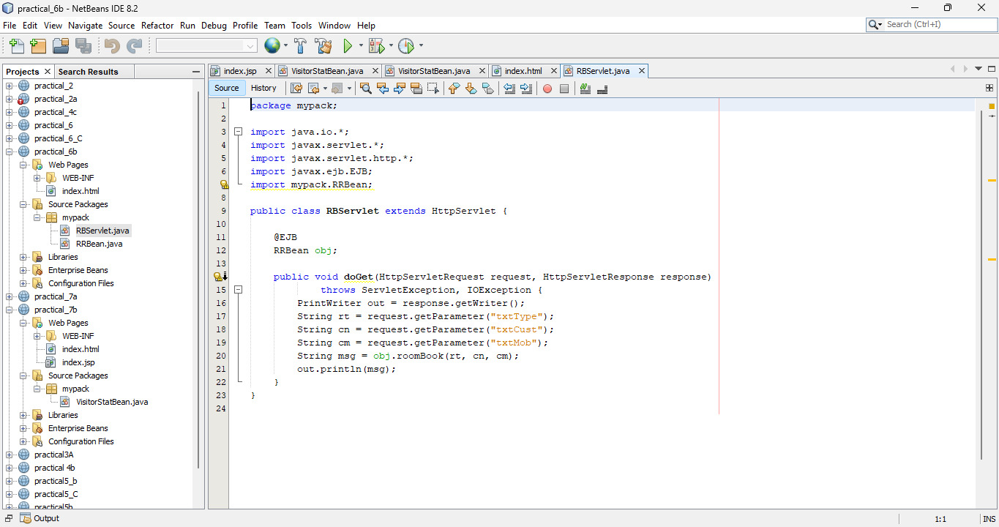 practical_6b - NetBeans IDE 8.2
File Edit View Navigate Source Refactor Run Debug Profile Team Tools Window Help
Search (Ctrl+I)
Projects
Search Results
practical_2
practical_2a
practical_4c
practical_6
practical_6_C
practical_6b
Web Pages
WEB-INF
index.html
Source Packages
mypack
RBServlet.java
RRBean.java
Libraries
Enterprise Beans
Configuration Files
practical_7a
practical_7b
Web Pages
WEB-INF
index.html
index.jsp
Source Packages
mypack
VisitorStatBean.java
Libraries
Enterprise Beans
Configuration Files
practical3A
practical 4b
practical5_b
practical5_C
practical5b
index.jsp
VisitorStatBean.java
VisitorStatBean.java
index.html
RBServlet.java
Source History
1 package mypack;
2
3 import java.io.*;
4 import javax.servlet.*;
5 import javax.servlet.http.*;
6 import javax.ejb.EJB;
import mypack.RRBean;
8
9 public class RBServlet extends HttpServlet {
10
11 @EJB
12 RRBean obj;
13
public void doGet(HttpServletRequest request, HttpServletResponse response)
15 throws ServletException, IOException {
16 PrintWriter out = response.getWriter();
17 String rt = request.getParameter("txtType");
18 String cn = request.getParameter("txtCust");
19 String cm = request.getParameter("txtMob");
20 String msg = obj.roomBook(rt, cn, cm);
21 out.println(msg);
22 }
23 }
24
Output
1:1
INS